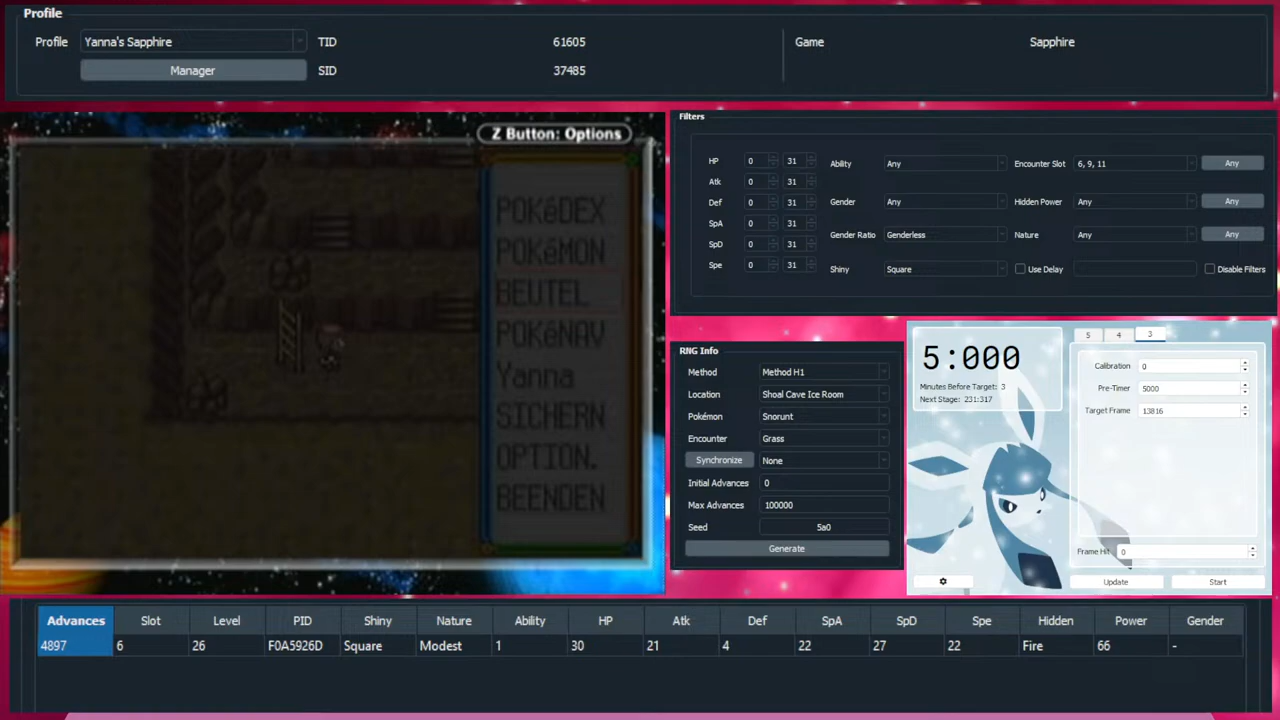 Profile
Profile Yanna's Sapphire TID 61605 Game Sapphire
Manager SID 37485
Z Button: Options
POKéDEX
POKéMON
BEUTEL
POKéNAV
Yanna
SICHERN
OPTION.
BEENDEN
Filters
HP 0 31 Ability Any Encounter Slot 6, 9, 11 Any
Atk 0 31
Def 0 31 Gender Any Hidden Power Any Any
SpA 0 31
SpD 0 31 Gender Ratio Genderless Nature Any Any
Spe 0 31 Shiny Square Use Delay Disable Filters
RNG Info
Method Method H1
Location Shoal Cave Ice Room
Pokémon Snorunt
Encounter Grass
Synchronize None
Initial Advances 0
Max Advances 100000
Seed 5a0
Generate
5:000
Minutes Before Target: 3
Next Stage: 231:317
5 4 3
Calibration 0
Pre-Timer 5000
Target Frame 13816
Frame Hit 0
Update Start
Advances Slot Level PID Shiny Nature Ability HP Atk Def SpA SpD Spe Hidden Power Gender
4897 6 26 F0A5926D Square Modest 1 30 21 4 22 27 22 Fire 66 -